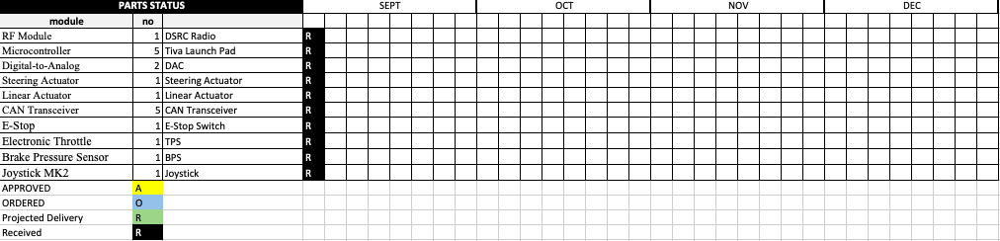 PARTS STATUS SEPT OCT NOV DEC
module no
RF Module 1 DSRC Radio R
Microcontroller 5 Tiva Launch Pad R
Digital-to-Analog 2 DAC R
Steering Actuator 1 Steering Actuator R
Linear Actuator 1 Linear Actuator R
CAN Transceiver 5 CAN Transceiver R
E-Stop 1 E-Stop Switch R
Electronic Throttle 1 TPS R
Brake Pressure Sensor 1 BPS R
Joystick MK2 1 Joystick R
APPROVED A
ORDERED O
Projected Delivery R
Received R